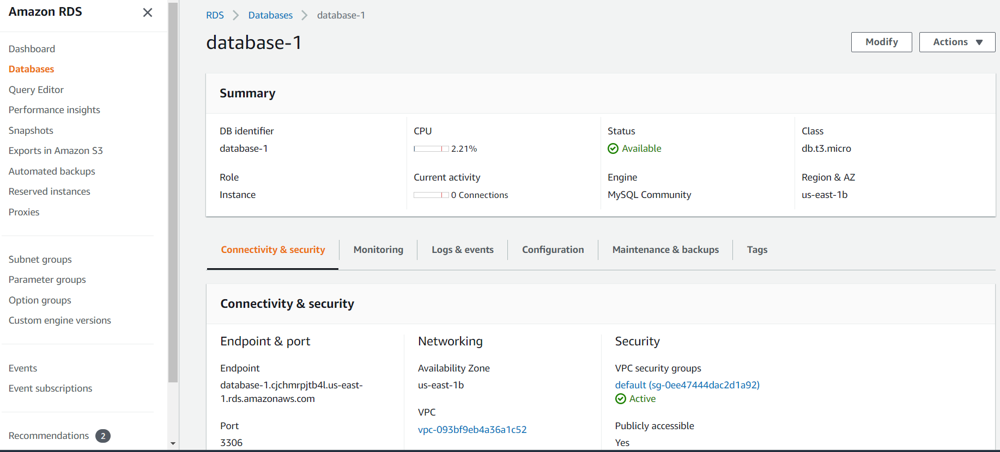 Amazon RDS
Dashboard
Databases
Query Editor
Performance insights
Snapshots
Exports in Amazon S3
Automated backups
Reserved instances
Proxies
Subnet groups
Parameter groups
Option groups
Custom engine versions
Events
Event subscriptions
Recommendations 2
RDS > Databases > database-1
database-1
Modify
Actions
Summary
DB identifier
database-1
CPU
2.21%
Status
Available
Class
db.t3.micro
Role
Instance
Current activity
0 Connections
Engine
MySQL Community
Region & AZ
us-east-1b
Connectivity & security
Monitoring
Logs & events
Configuration
Maintenance & backups
Tags
Connectivity & security
Endpoint & port
Endpoint
database-1.cjchmrpjtb4l.us-east-
1.rds.amazonaws.com
Port
3306
Networking
Availability Zone
us-east-1b
VPC
vpc-093bf9eb4a36a1c52
Security
VPC security groups
default (sg-0ee47444dac2d1a92)
Active
Publicly accessible
Yes